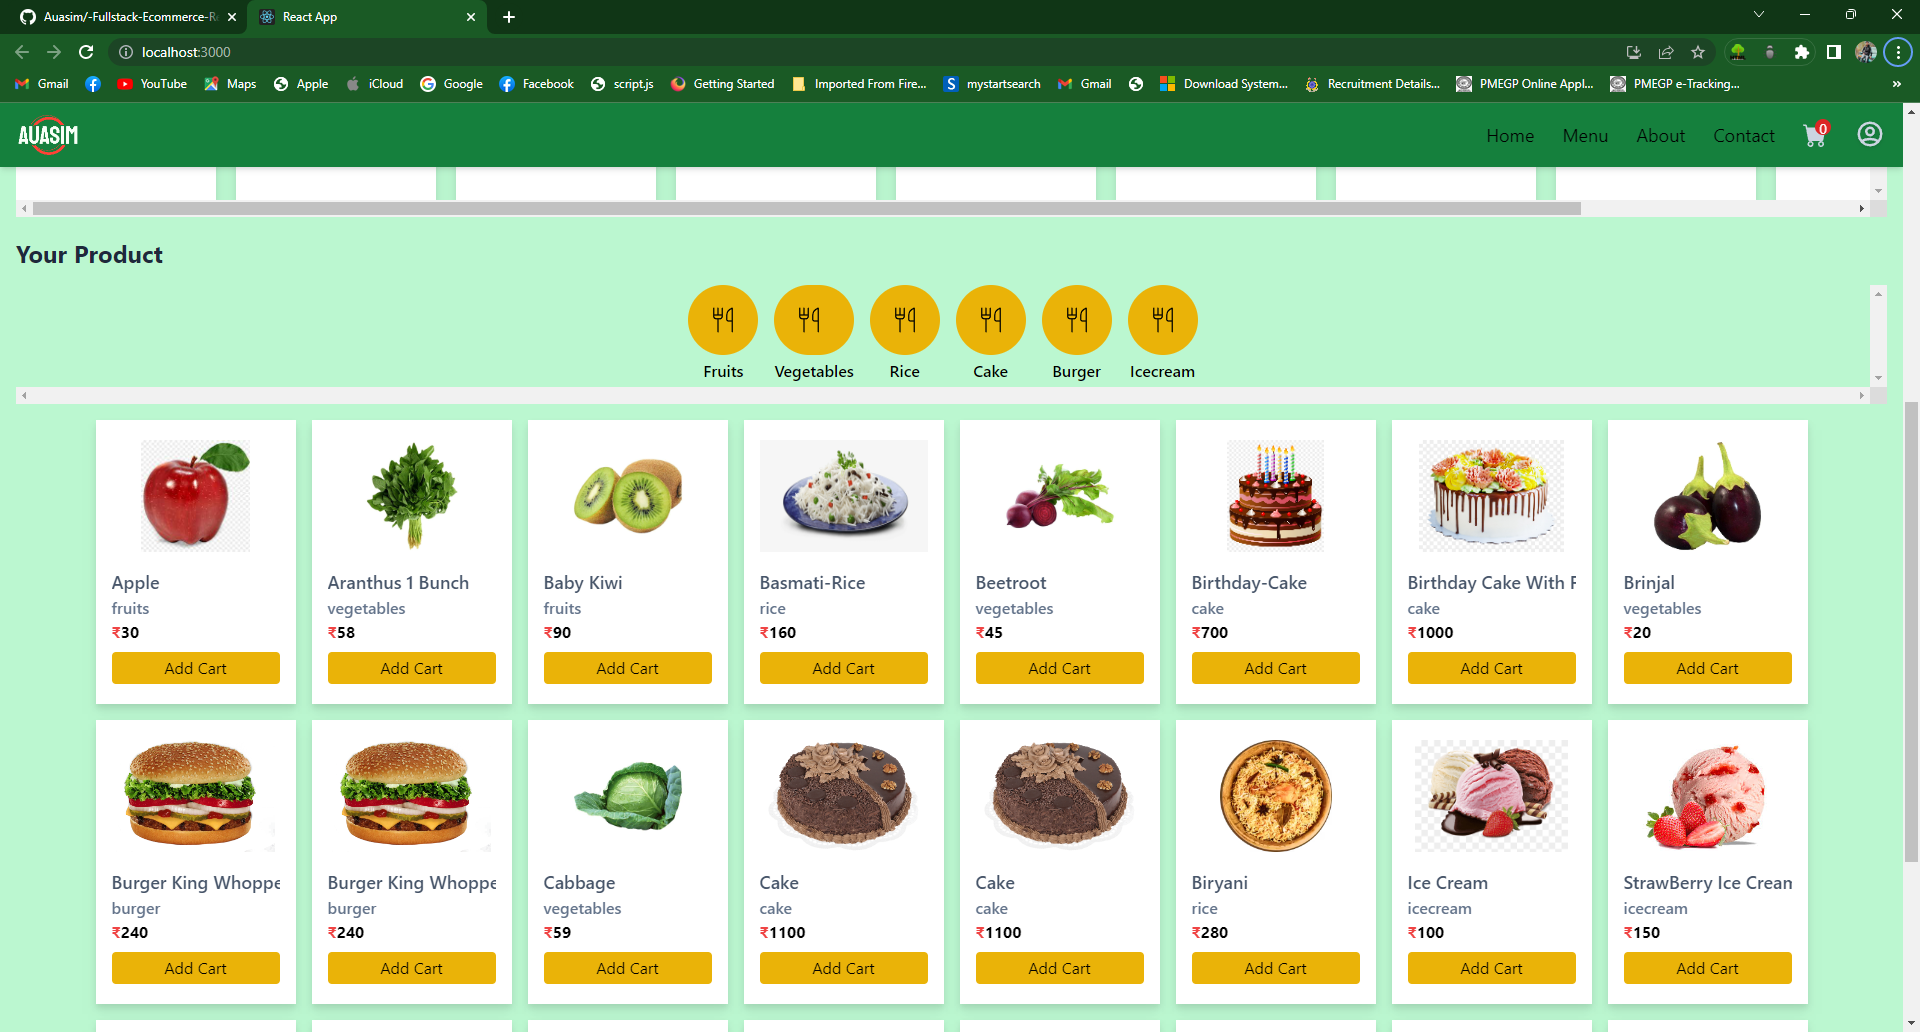 Auasim/-Fullstack-Ecommerce-R
React App
localhost:3000
Gmail
YouTube
Maps
Apple
iCloud
Google
Facebook
script.js
Getting Started
Imported From Fire...
mystartsearch
Gmail
Download System...
Recruitment Details...
PMEGP Online Appl...
PMEGP e-Tracking...
»
AUASIM
Home
Menu
About
Contact
0
Your Product
Fruits
Vegetables
Rice
Cake
Burger
Icecream
Apple
fruits
₹30
Add Cart
Aranthus 1 Bunch
vegetables
₹58
Add Cart
Baby Kiwi
fruits
₹90
Add Cart
Basmati-Rice
rice
₹160
Add Cart
Beetroot
vegetables
₹45
Add Cart
Birthday-Cake
cake
₹700
Add Cart
Birthday Cake With F
cake
₹1000
Add Cart
Brinjal
vegetables
₹20
Add Cart
Burger King Whoppe
burger
₹240
Add Cart
Burger King Whoppe
burger
₹240
Add Cart
Cabbage
vegetables
₹59
Add Cart
Cake
cake
₹1100
Add Cart
Cake
cake
₹1100
Add Cart
Biryani
rice
₹280
Add Cart
Ice Cream
icecream
₹100
Add Cart
StrawBerry Ice Cream
icecream
₹150
Add Cart